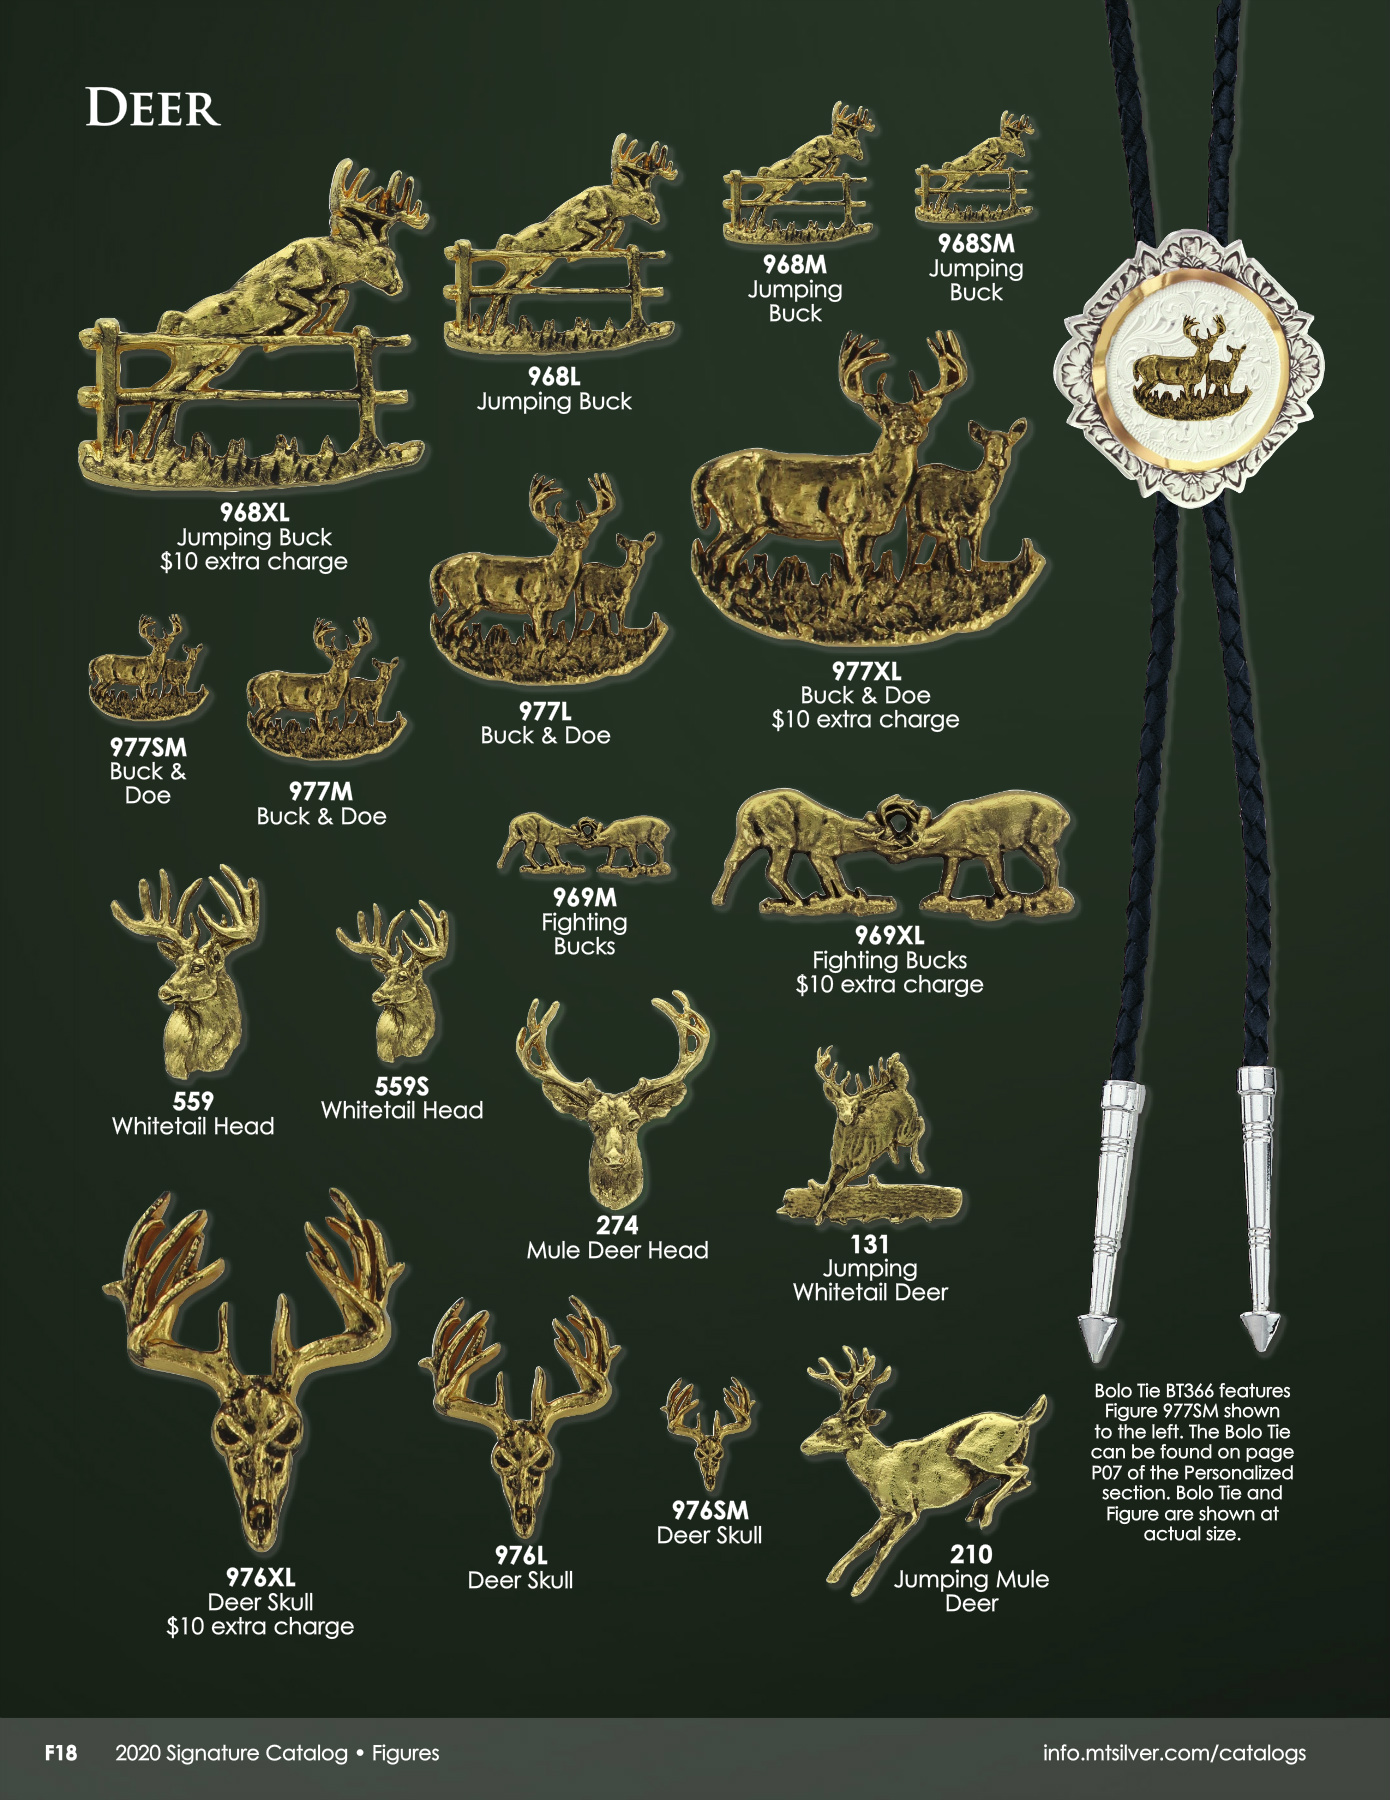 DEER
968XL
Jumping Buck
$10 extra charge
968L
Jumping Buck
968M
Jumping
Buck
968SM
Jumping
Buck
977SM
Buck &
Doe
977M
Buck & Doe
977L
Buck & Doe
977XL
Buck & Doe
$10 extra charge
969M
Fighting
Bucks
969XL
Fighting Bucks
$10 extra charge
559
Whitetail Head
559S
Whitetail Head
274
Mule Deer Head
131
Jumping
Whitetail Deer
976XL
Deer Skull
$10 extra charge
976L
Deer Skull
976SM
Deer Skull
210
Jumping Mule
Deer
Bolo Tie BT366 features
Figure 977SM shown
to the left. The Bolo Tie
can be found on page
P07 of the Personalized
section. Bolo Tie and
Figure are shown at
actual size.
F18 2020 Signature Catalog • Figures
info.mtsilver.com/catalogs